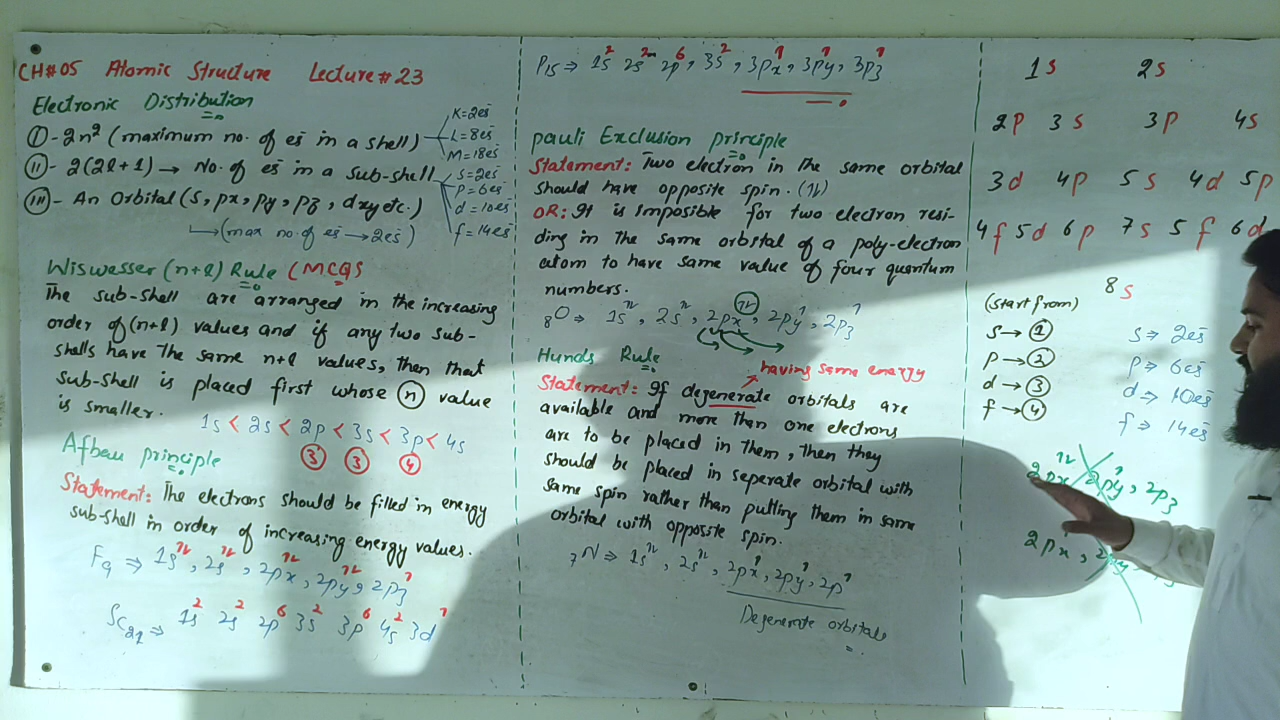 CH#05 Atomic Structure Lecture#23
Electronic Distribution
I- 2n² (maximum no. of es̄ in a shell)
K=2es̄
L=8es̄
M=18es̄
II- 2(2l+1) → No. of es̄ in a Sub-shell
s=2es̄
p=6es̄
d=10es̄
f=14es̄
III- An Orbital (s, px, py, pz, dxy etc.)
(max no. of es̄ → 2es̄)
Wiswesser (n+l) Rule (MCQS
The sub-shell are arranged in the increasing
order of (n+l) values and if any two sub-
shells have the same n+l values, then that
sub-shell is placed first whose n value
is smaller.
1s < 2s < 2p < 3s < 3p < 4s
3 3 4
Afbau principle
Statement: The electrons should be filled in energy
sub-shell in order of increasing energy values.
F9 ⇒ 1s↿⇂, 2s↿⇂, 2px↿⇂, 2py↿⇂, 2pz↿
Sc21 ⇒ 1s² 2s² 2p⁶ 3s² 3p⁶ 4s² 3d¹
P15 ⇒ 1s² 2s² 2p⁶, 3s², 3px↿, 3py↿, 3pz↿
pauli Exclusion principle
Statement: Two electron in the same orbital
should have opposite spin. (↿⇂)
OR: It is imposible for two electron resi-
ding in the same orbital of a poly-electron
atom to have same value of four quantum
numbers.
8O ⇒ 1s↿⇂, 2s↿⇂, 2px↿⇂, 2py↿, 2pz↿
Hunds Rule
having same energy
Statement: If degenerate orbitals are
available and more than one electrons
are to be placed in them, then they
should be placed in seperate orbital with
same spin rather than putting them in same
orbital with opposite spin.
7N ⇒ 1s↿⇂, 2s↿⇂, 2px↿, 2py↿, 2p↿
Degenerate orbitals
1s 2s
2p 3s 3p 4s
3d 4p 5s 4d 5p
4f 5d 6p 7s 5f 6d
8s
(start from)
s → 1
p → 2
d → 3
f → 4
s ⇒ 2es̄
p ⇒ 6es̄
d ⇒ 10es̄
f ⇒ 14es̄
2px↿⇂, 2py↿, 2pz
2px